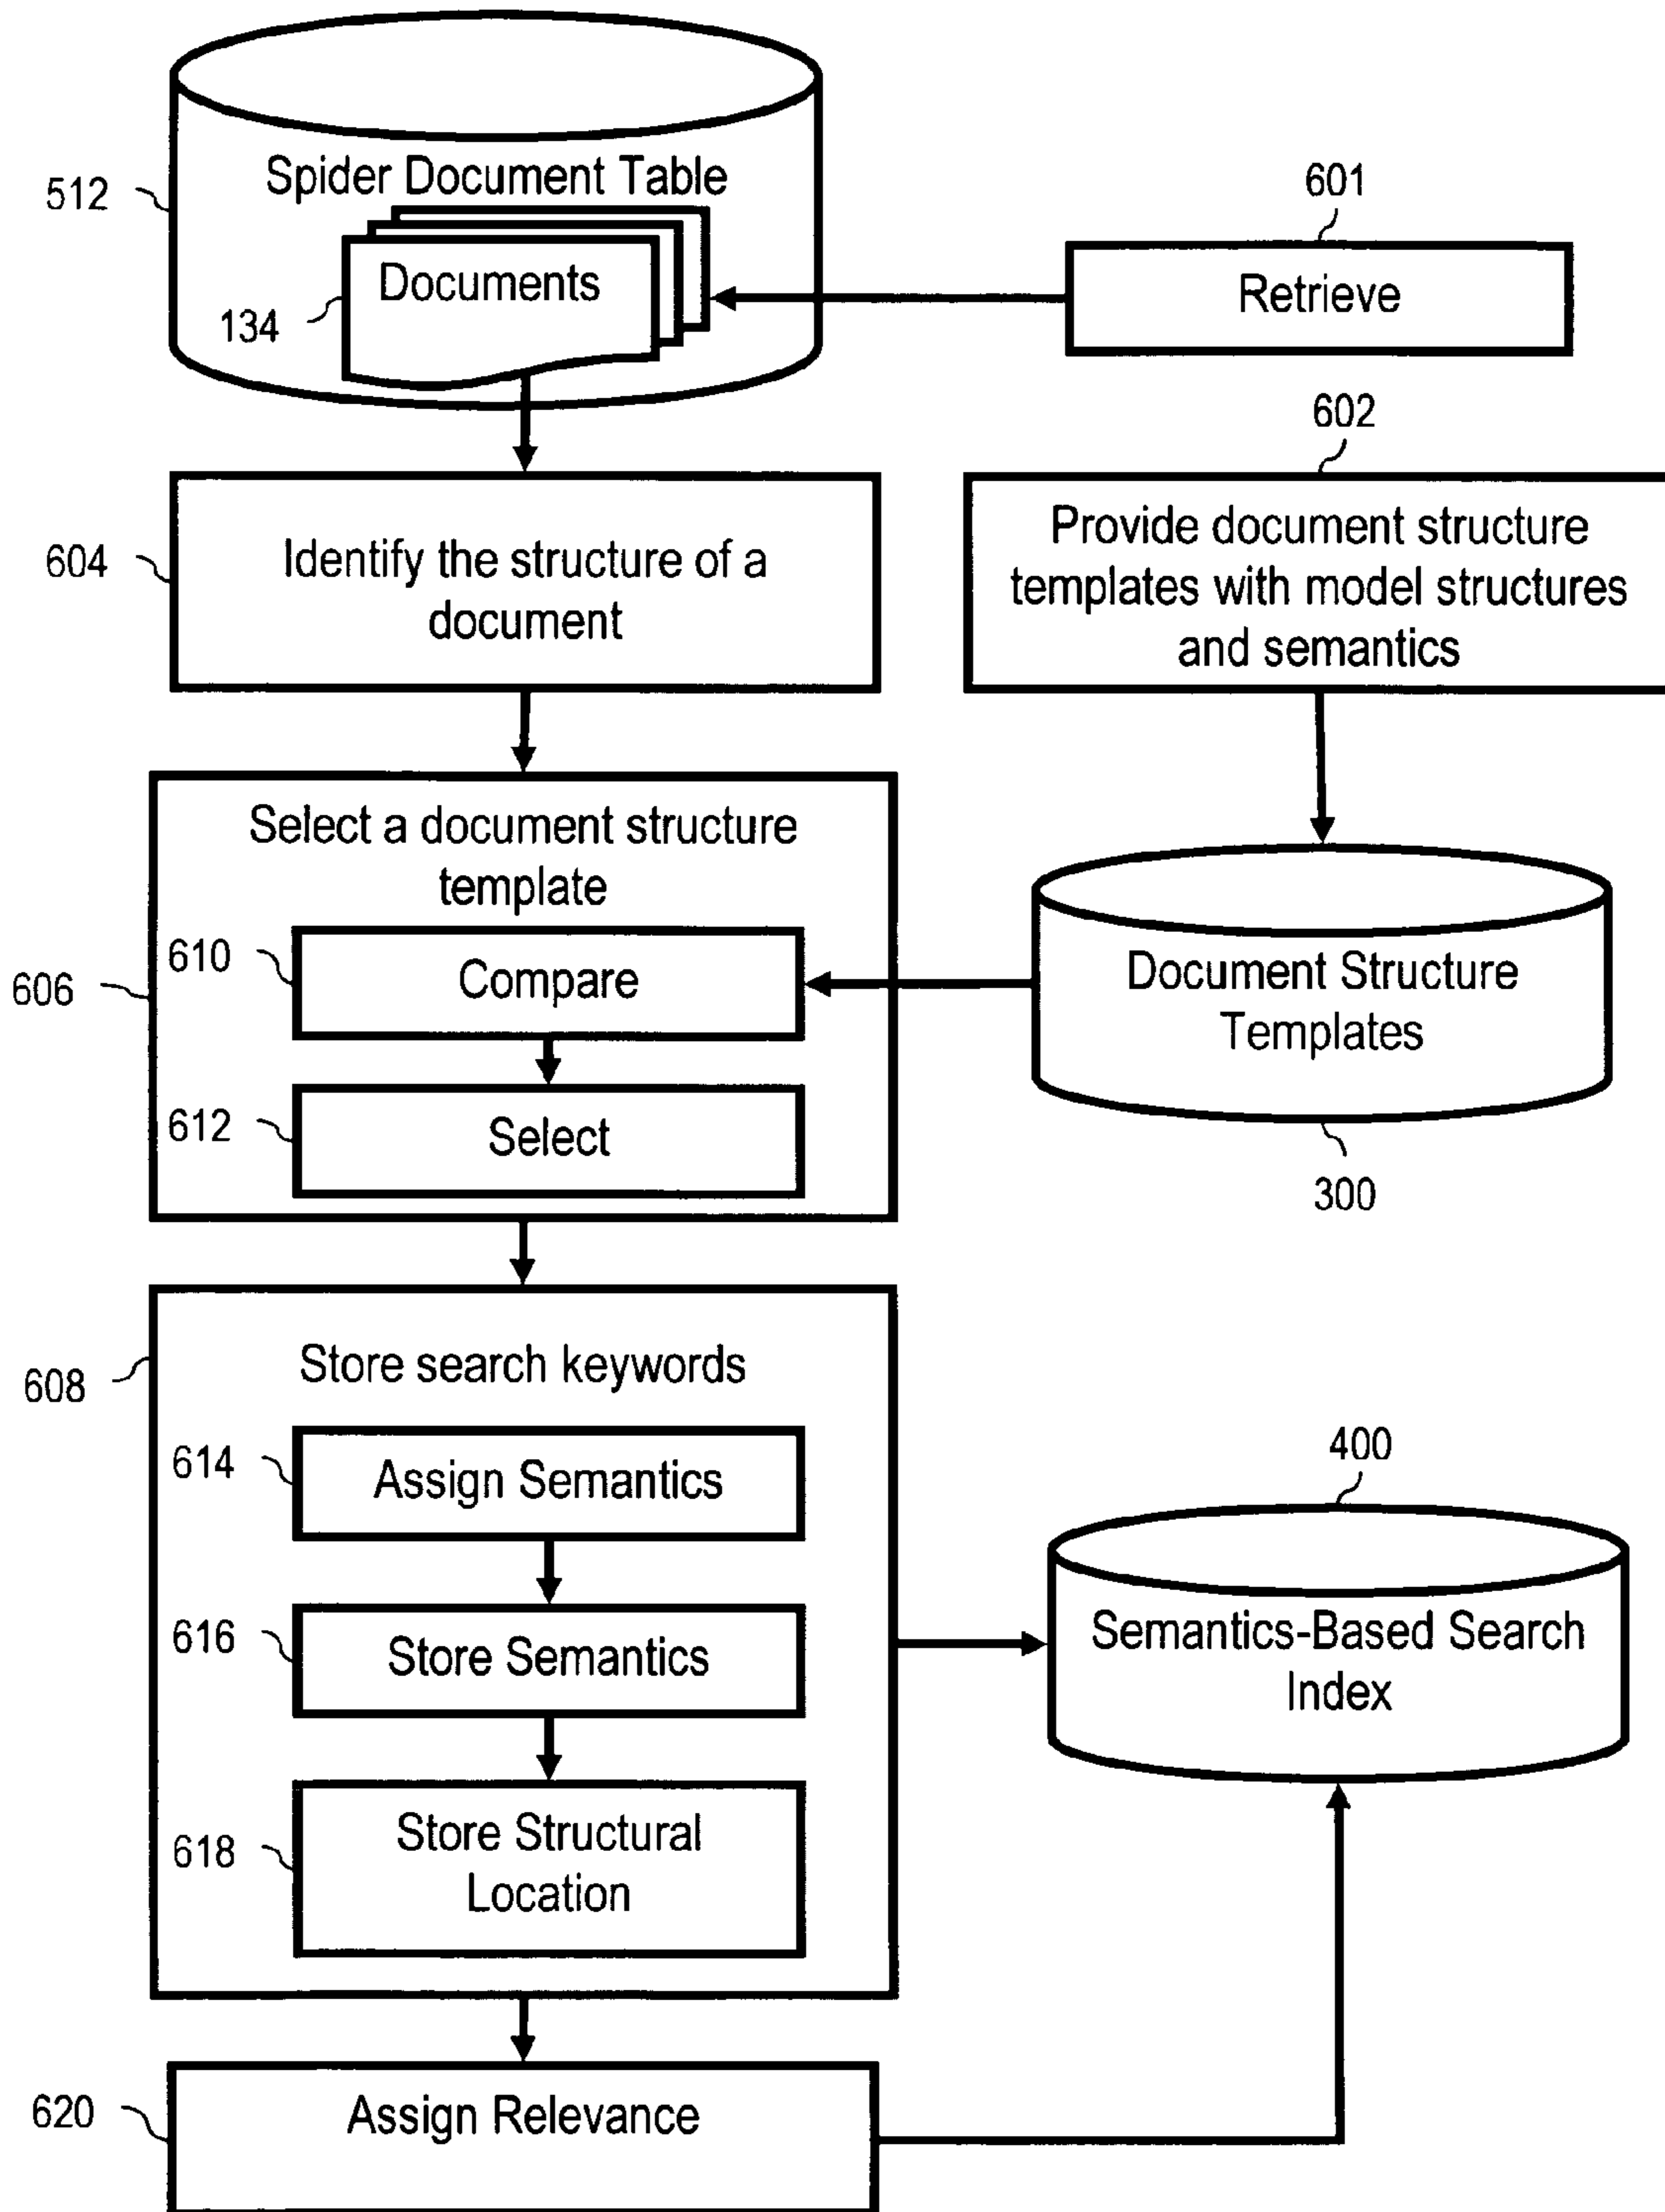 Spider Document Table
512
601
Retrieve
Documents
134
602
604
Identify the structure of a
document
Provide document structure
templates with model structures
and semantics
Select a document structure
template
606
610
Compare
612
Select
Document Structure
Templates
300
608
Store search keywords
614
Assign Semantics
616
Store Semantics
618
Store Structural
Location
400
Semantics-Based Search
Index
620
Assign Relevance